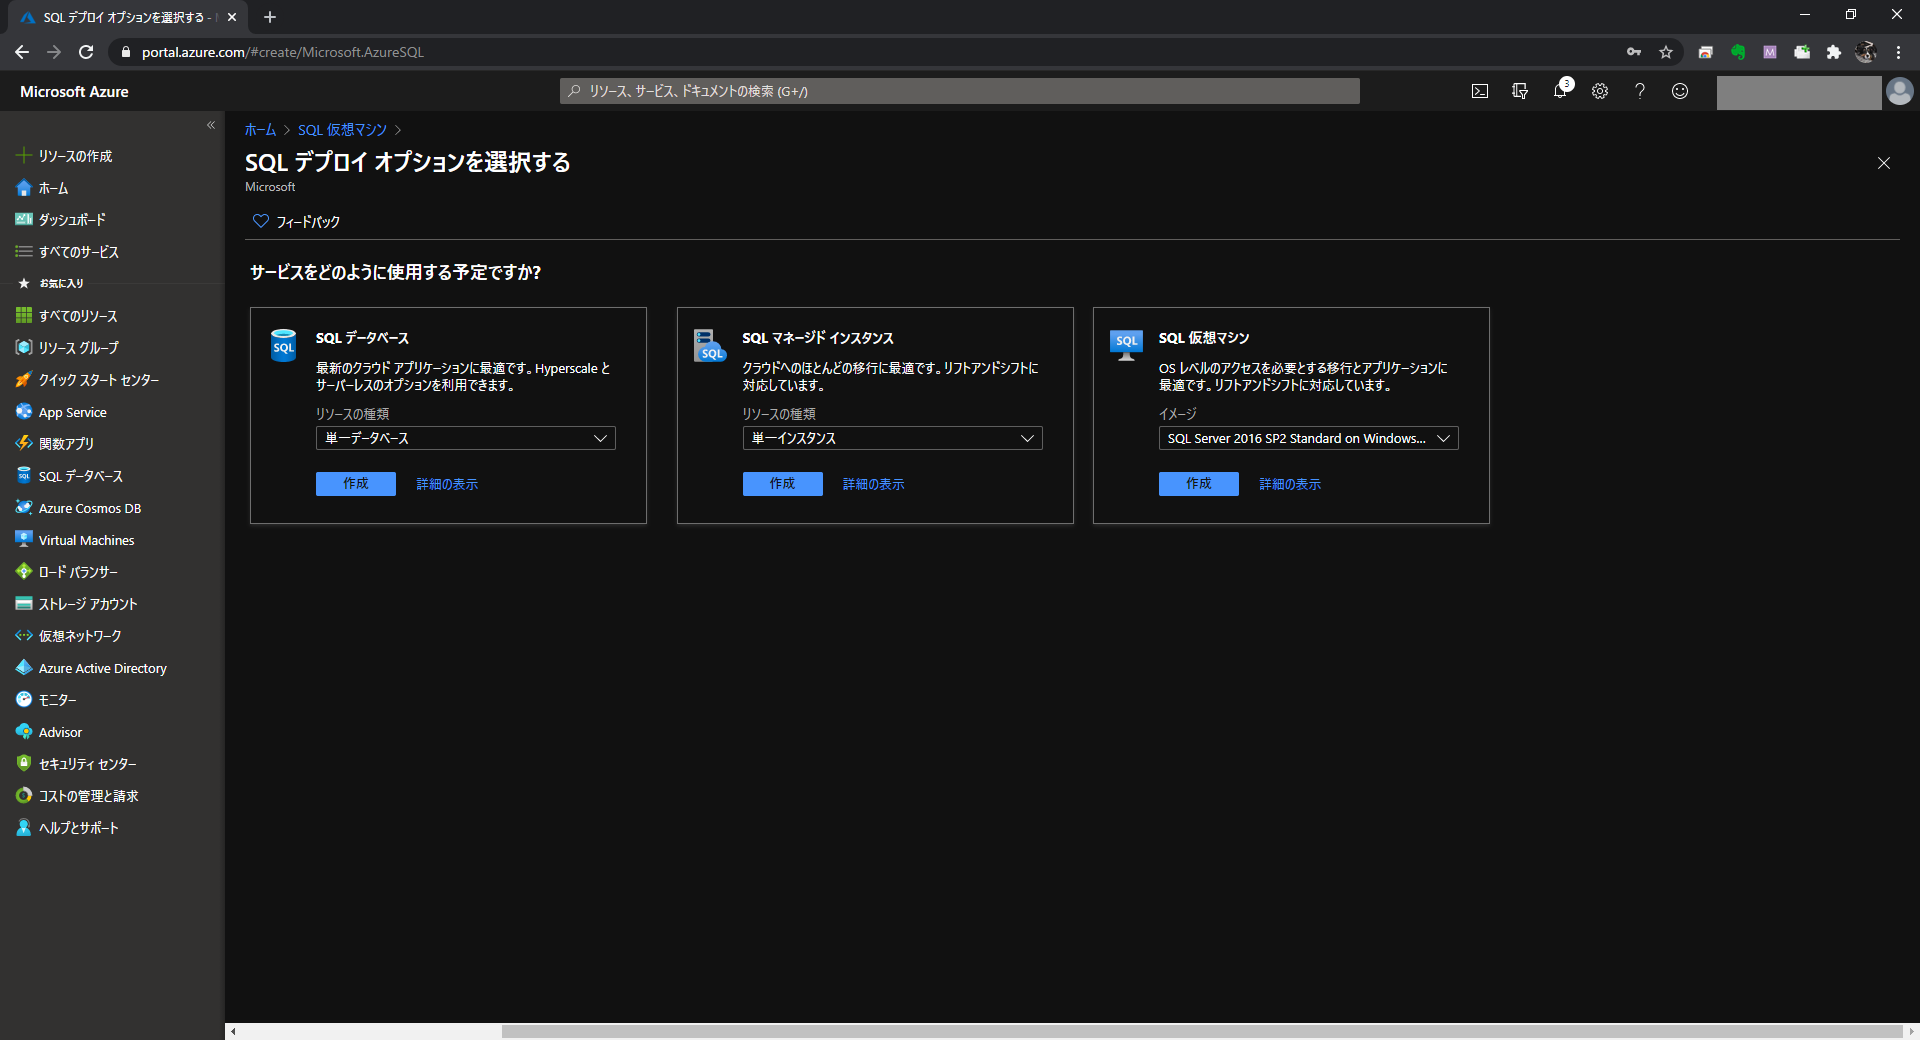 SQL デプロイ オプションを選択する -
portal.azure.com/#create/Microsoft.AzureSQL
M
Microsoft Azure
リソース、サービス、ドキュメントの検索 (G+/)
3
リソースの作成
ホーム
ダッシュボード
すべてのサービス
お気に入り
すべてのリソース
リソース グループ
クイック スタート センター
App Service
関数アプリ
SQL データベース
Azure Cosmos DB
Virtual Machines
ロード バランサー
ストレージ アカウント
仮想ネットワーク
Azure Active Directory
モニター
Advisor
セキュリティ センター
コストの管理と請求
ヘルプとサポート
ホーム > SQL 仮想マシン >
SQL デプロイ オプションを選択する
Microsoft
フィードバック
サービスをどのように使用する予定ですか?
SQL
SQL データベース
最新のクラウド アプリケーションに最適です。Hyperscale と
サーバーレスのオプションを利用できます。
リソースの種類
単一データベース
作成
詳細の表示
SQL
SQL マネージド インスタンス
クラウドへのほとんどの移行に最適です。リフトアンドシフトに
対応しています。
リソースの種類
単一インスタンス
作成
詳細の表示
SQL
SQL 仮想マシン
OS レベルのアクセスを必要とする移行とアプリケーションに
最適です。リフトアンドシフトに対応しています。
イメージ
SQL Server 2016 SP2 Standard on Windows...
作成
詳細の表示